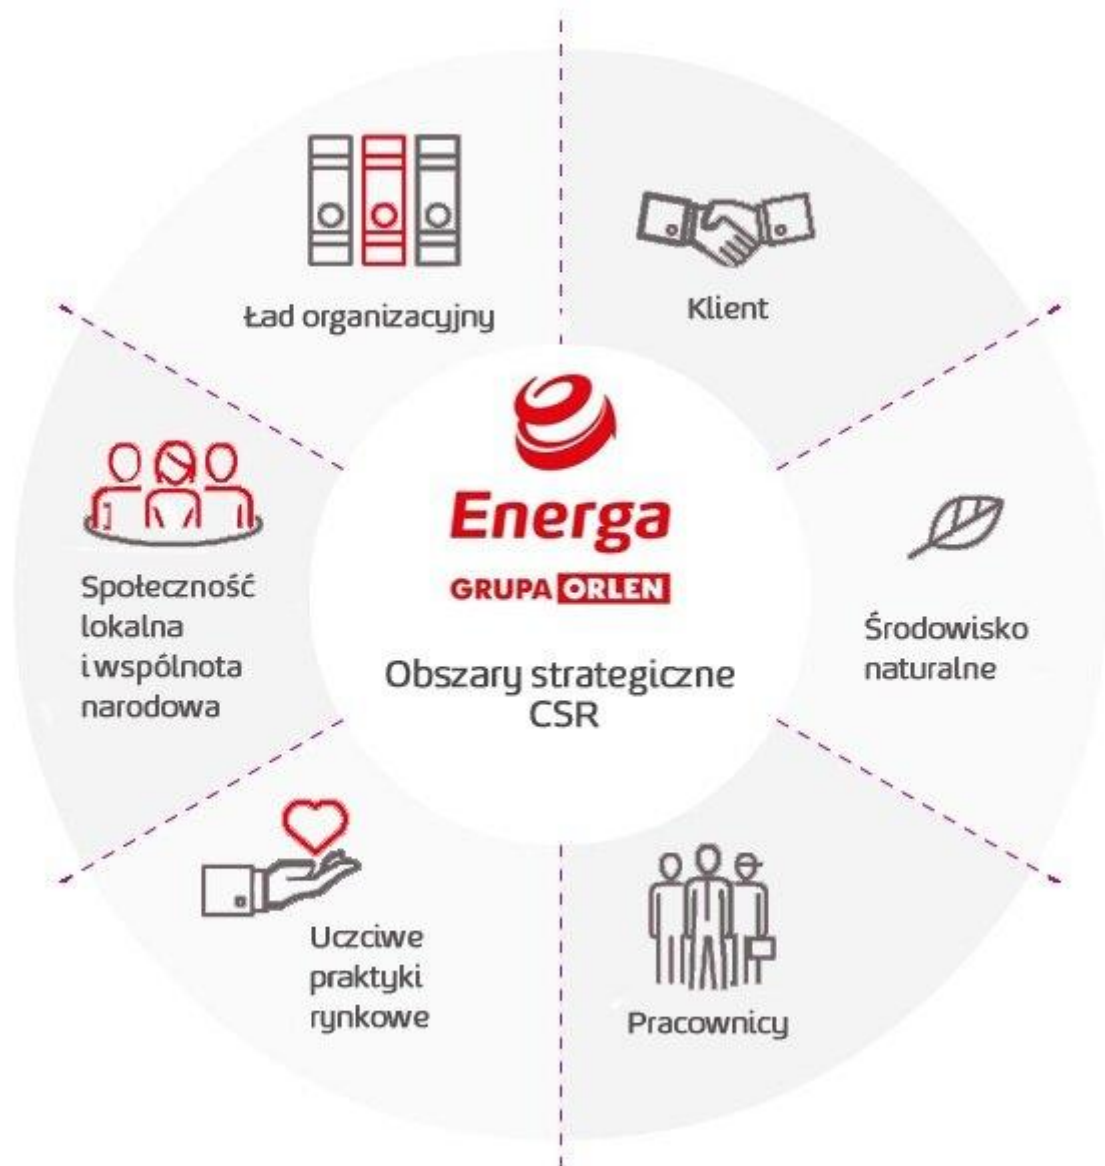 Ład organizacyjny
Klient
Energa
GRUPA ORLEN
Obszary strategiczne
CSR
Środowisko
naturalne
Pracownicy
Uczciwe
praktyki
rynkowe
Społeczność
lokalna
i wspólnota
narodowa